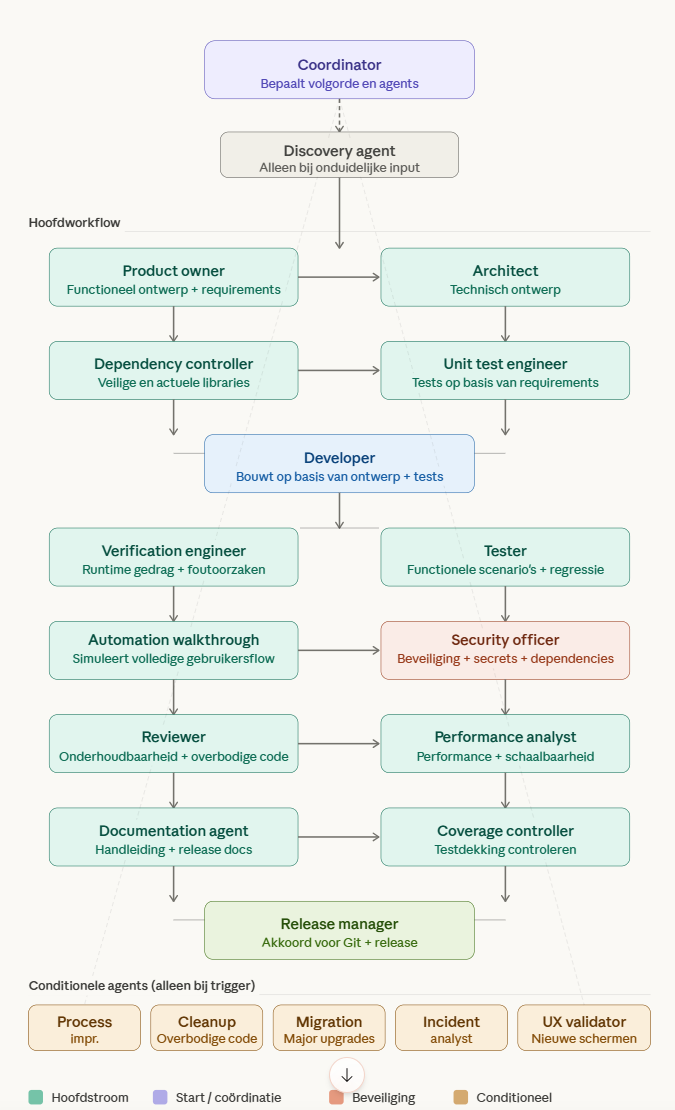 Coordinator
Bepaalt volgorde en agents
Discovery agent
Alleen bij onduidelijke input
Hoofdworkflow
Product owner
Functioneel ontwerp + requirements
Architect
Technisch ontwerp
Dependency controller
Veilige en actuele libraries
Unit test engineer
Tests op basis van requirements
Developer
Bouwt op basis van ontwerp + tests
Verification engineer
Runtime gedrag + foutoorzaken
Tester
Functionele scenario's + regressie
Automation walkthrough
Simuleert volledige gebruikersflow
Security officer
Beveiliging + secrets + dependencies
Reviewer
Onderhoudbaarheid + overbodige code
Performance analyst
Performance + schaalbaarheid
Documentation agent
Handleiding + release docs
Coverage controller
Testdekking controleren
Release manager
Akkoord voor Git + release
Conditionele agents (alleen bij trigger)
Process
impr.
Cleanup
Overbodige code
Migration
Major upgrades
Incident
analyst
UX validator
Nieuwe schermen
Hoofdstroom
Start / coördinatie
Beveiliging
Conditioneel